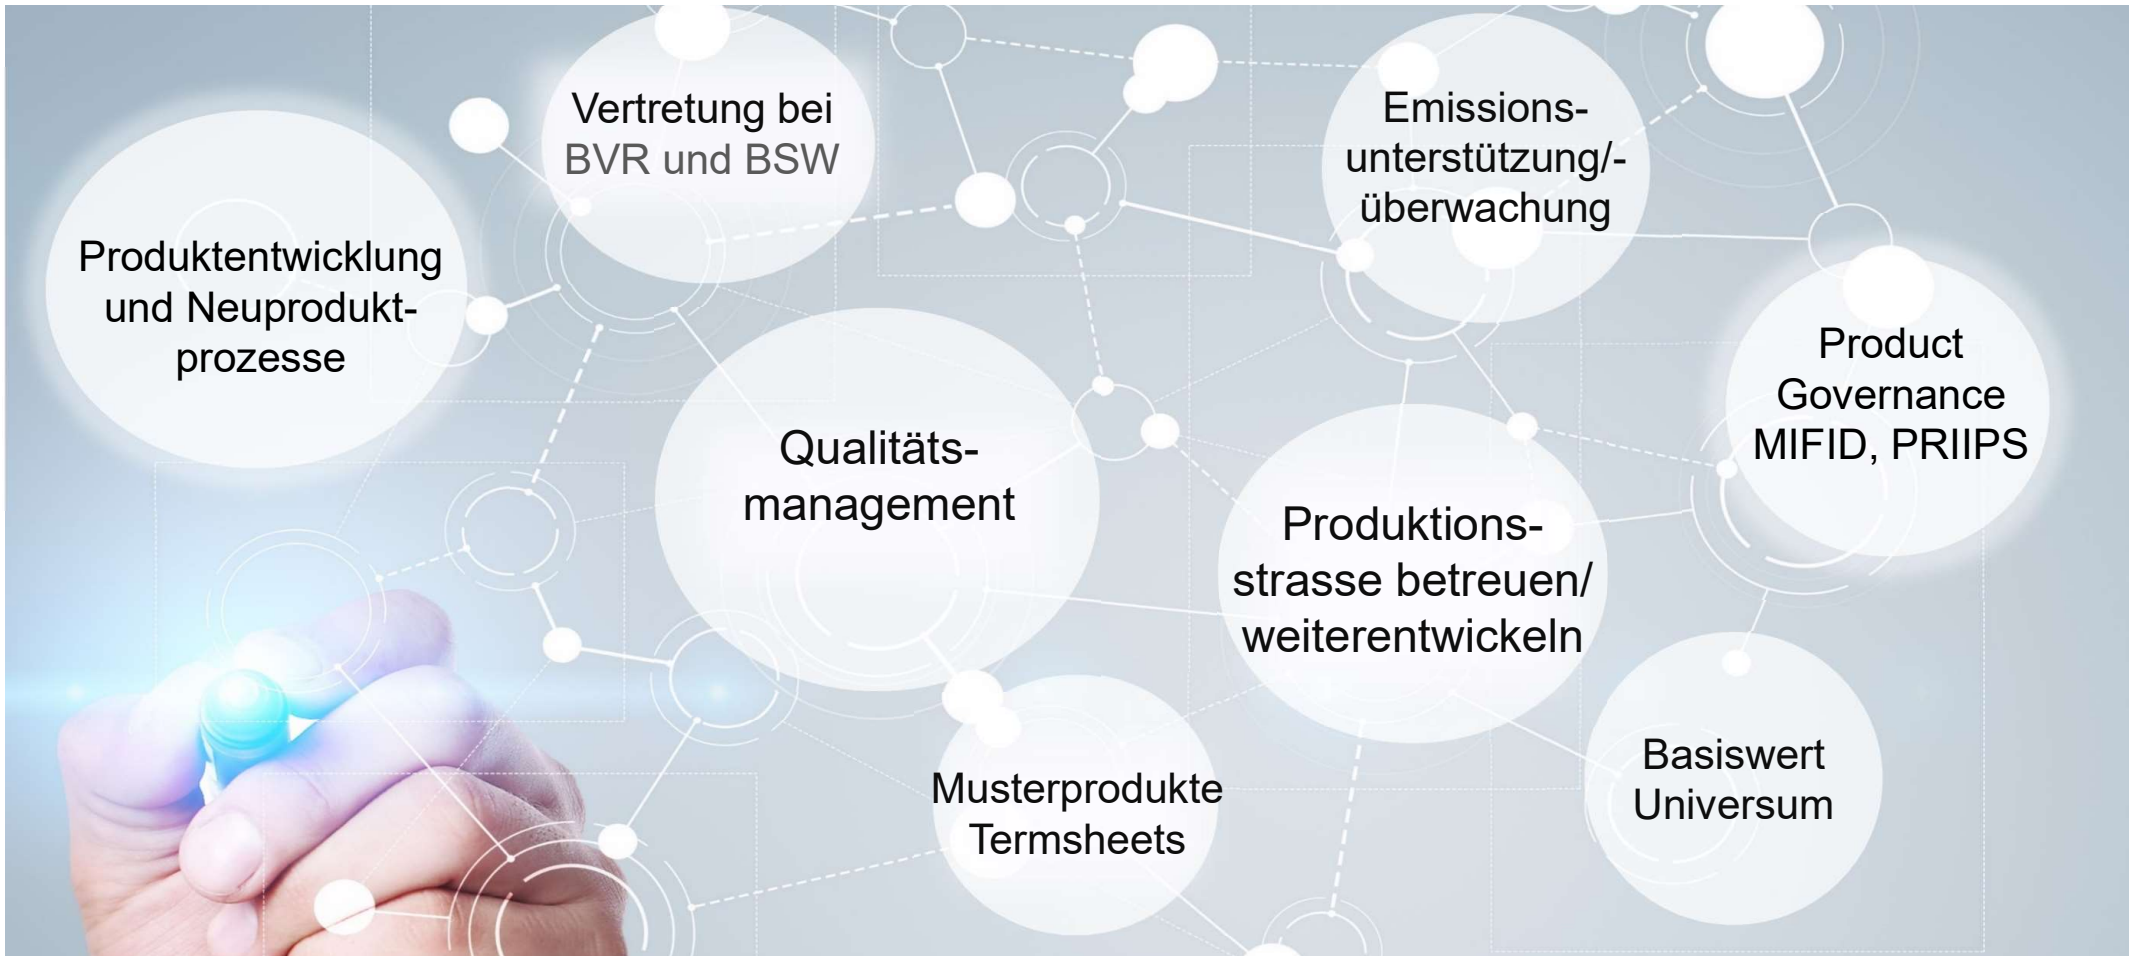 Vertretung bei
BVR und BSW
Emissions-
unterstützung/-
überwachung
Produktentwicklung
und Neuprodukt-
prozesse
Product
Governance
MIFID, PRIIPS
Qualitäts-
management
Produktions-
strasse betreuen/
weiterentwickeln
Musterprodukte
Termsheets
Basiswert
Universum